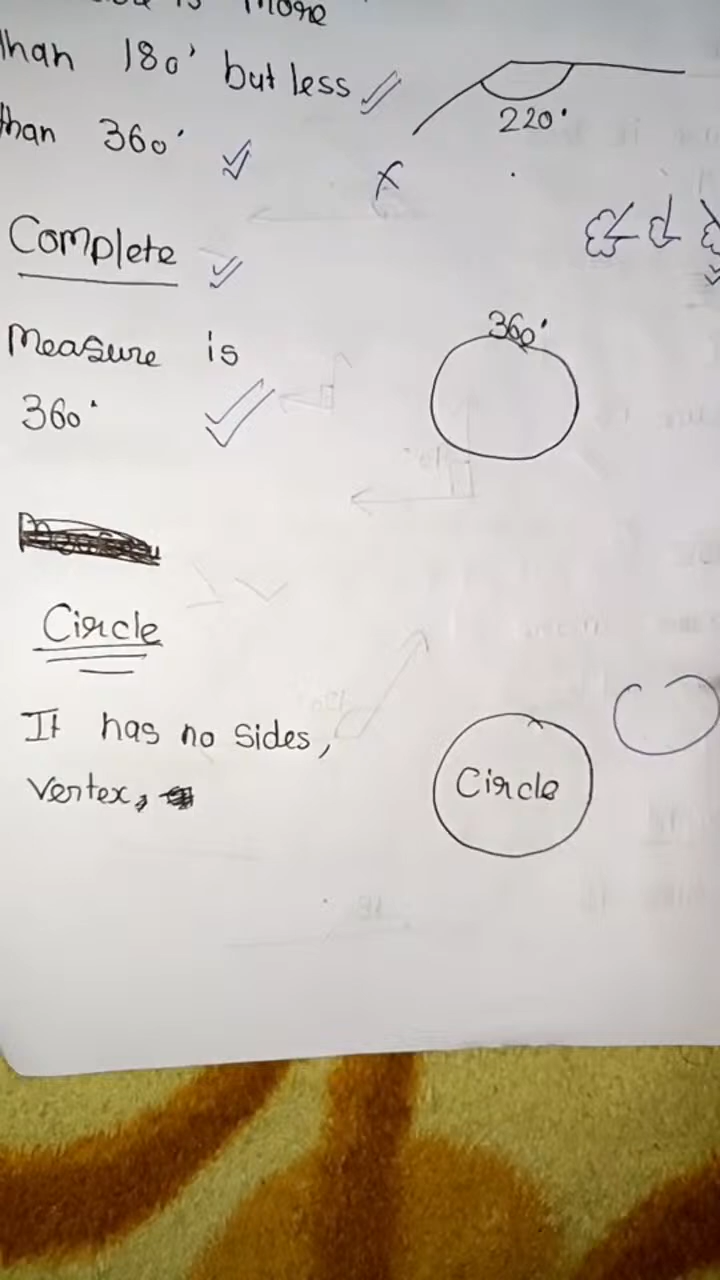 is more
than 180° but less
220°
than 360°
Complete
Measure is
360°
360°
Circle
It has no sides,
Vertex,
Circle